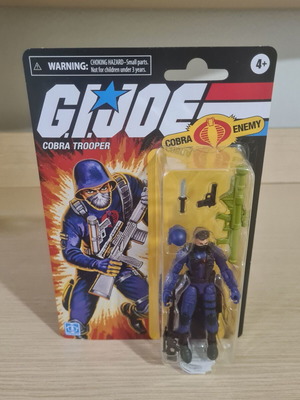 WARNING: CHOKING HAZARD-Small parts.
Not for children under 3 years.
4+
G.I. JOE
COBRA ENEMY
COBRA TROOPER